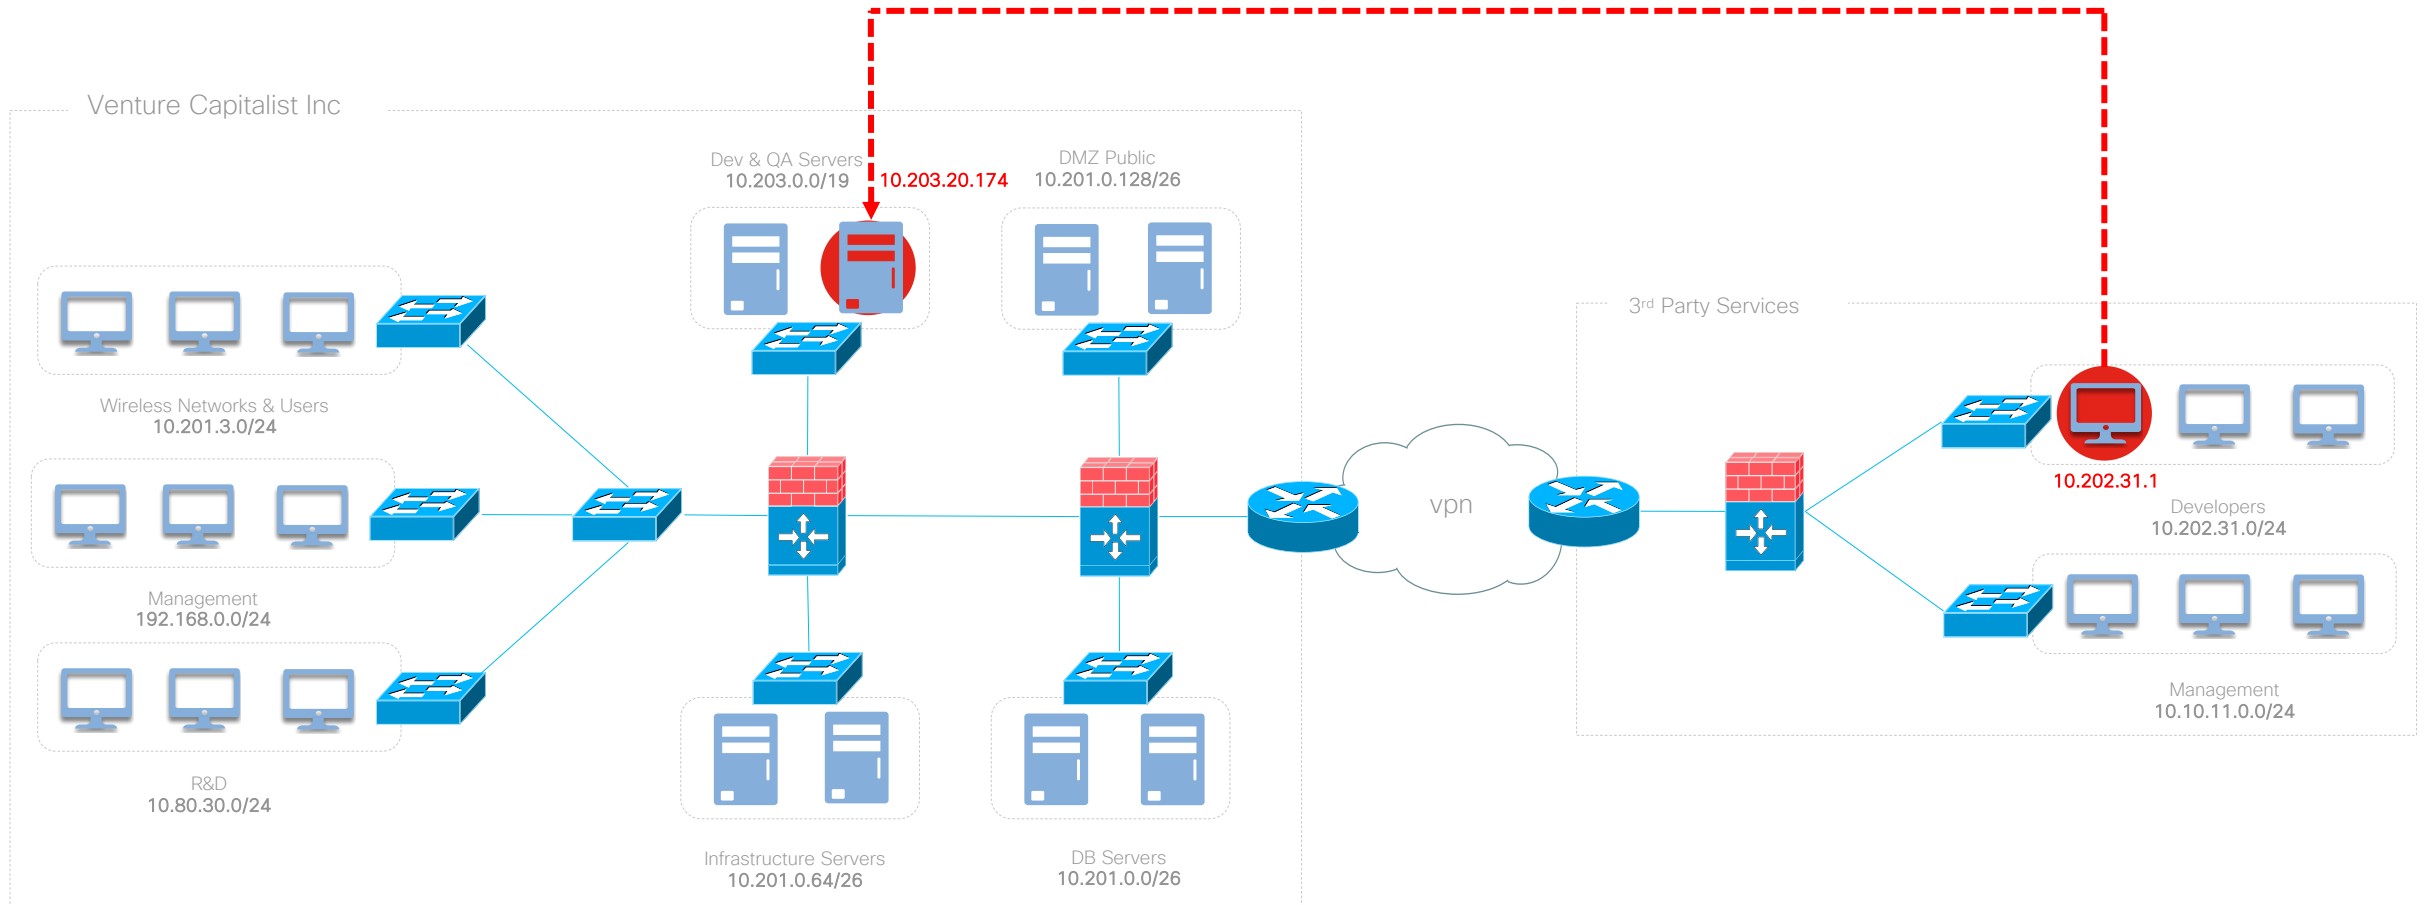 Venture Capitalist Inc
Dev & QA Servers
10.203.0.0/19
10.203.20.174
DMZ Public
10.201.0.128/26
Wireless Networks & Users
10.201.3.0/24
Management
192.168.0.0/24
R&D
10.80.30.0/24
Infrastructure Servers
10.201.0.64/26
DB Servers
10.201.0.0/26
vpn
3rd Party Services
10.202.31.1
Developers
10.202.31.0/24
Management
10.10.11.0.0/24